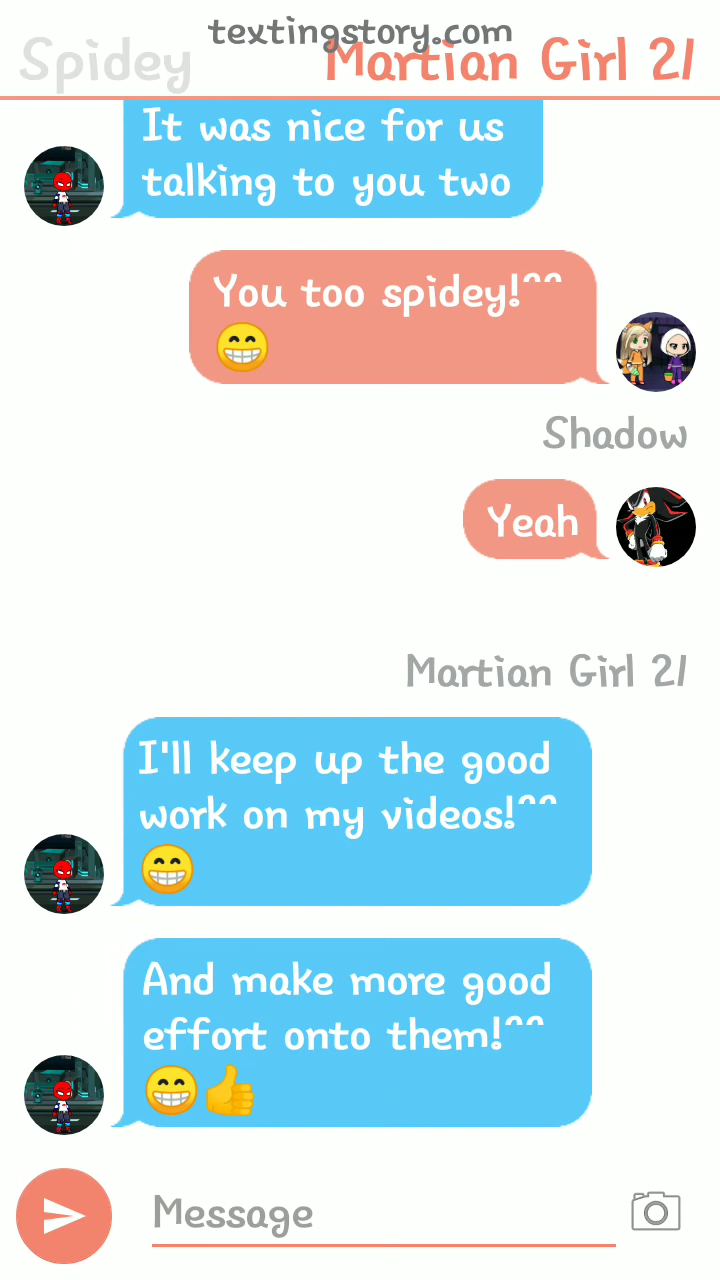 textingstory.com
Spidey Martian Girl 21
It was nice for us
talking to you two
You too spidey!^^
😁
Shadow
Yeah
Martian Girl 21
I'll keep up the good
work on my videos!^^
😁
And make more good
effort onto them!^^
😁👍
Message